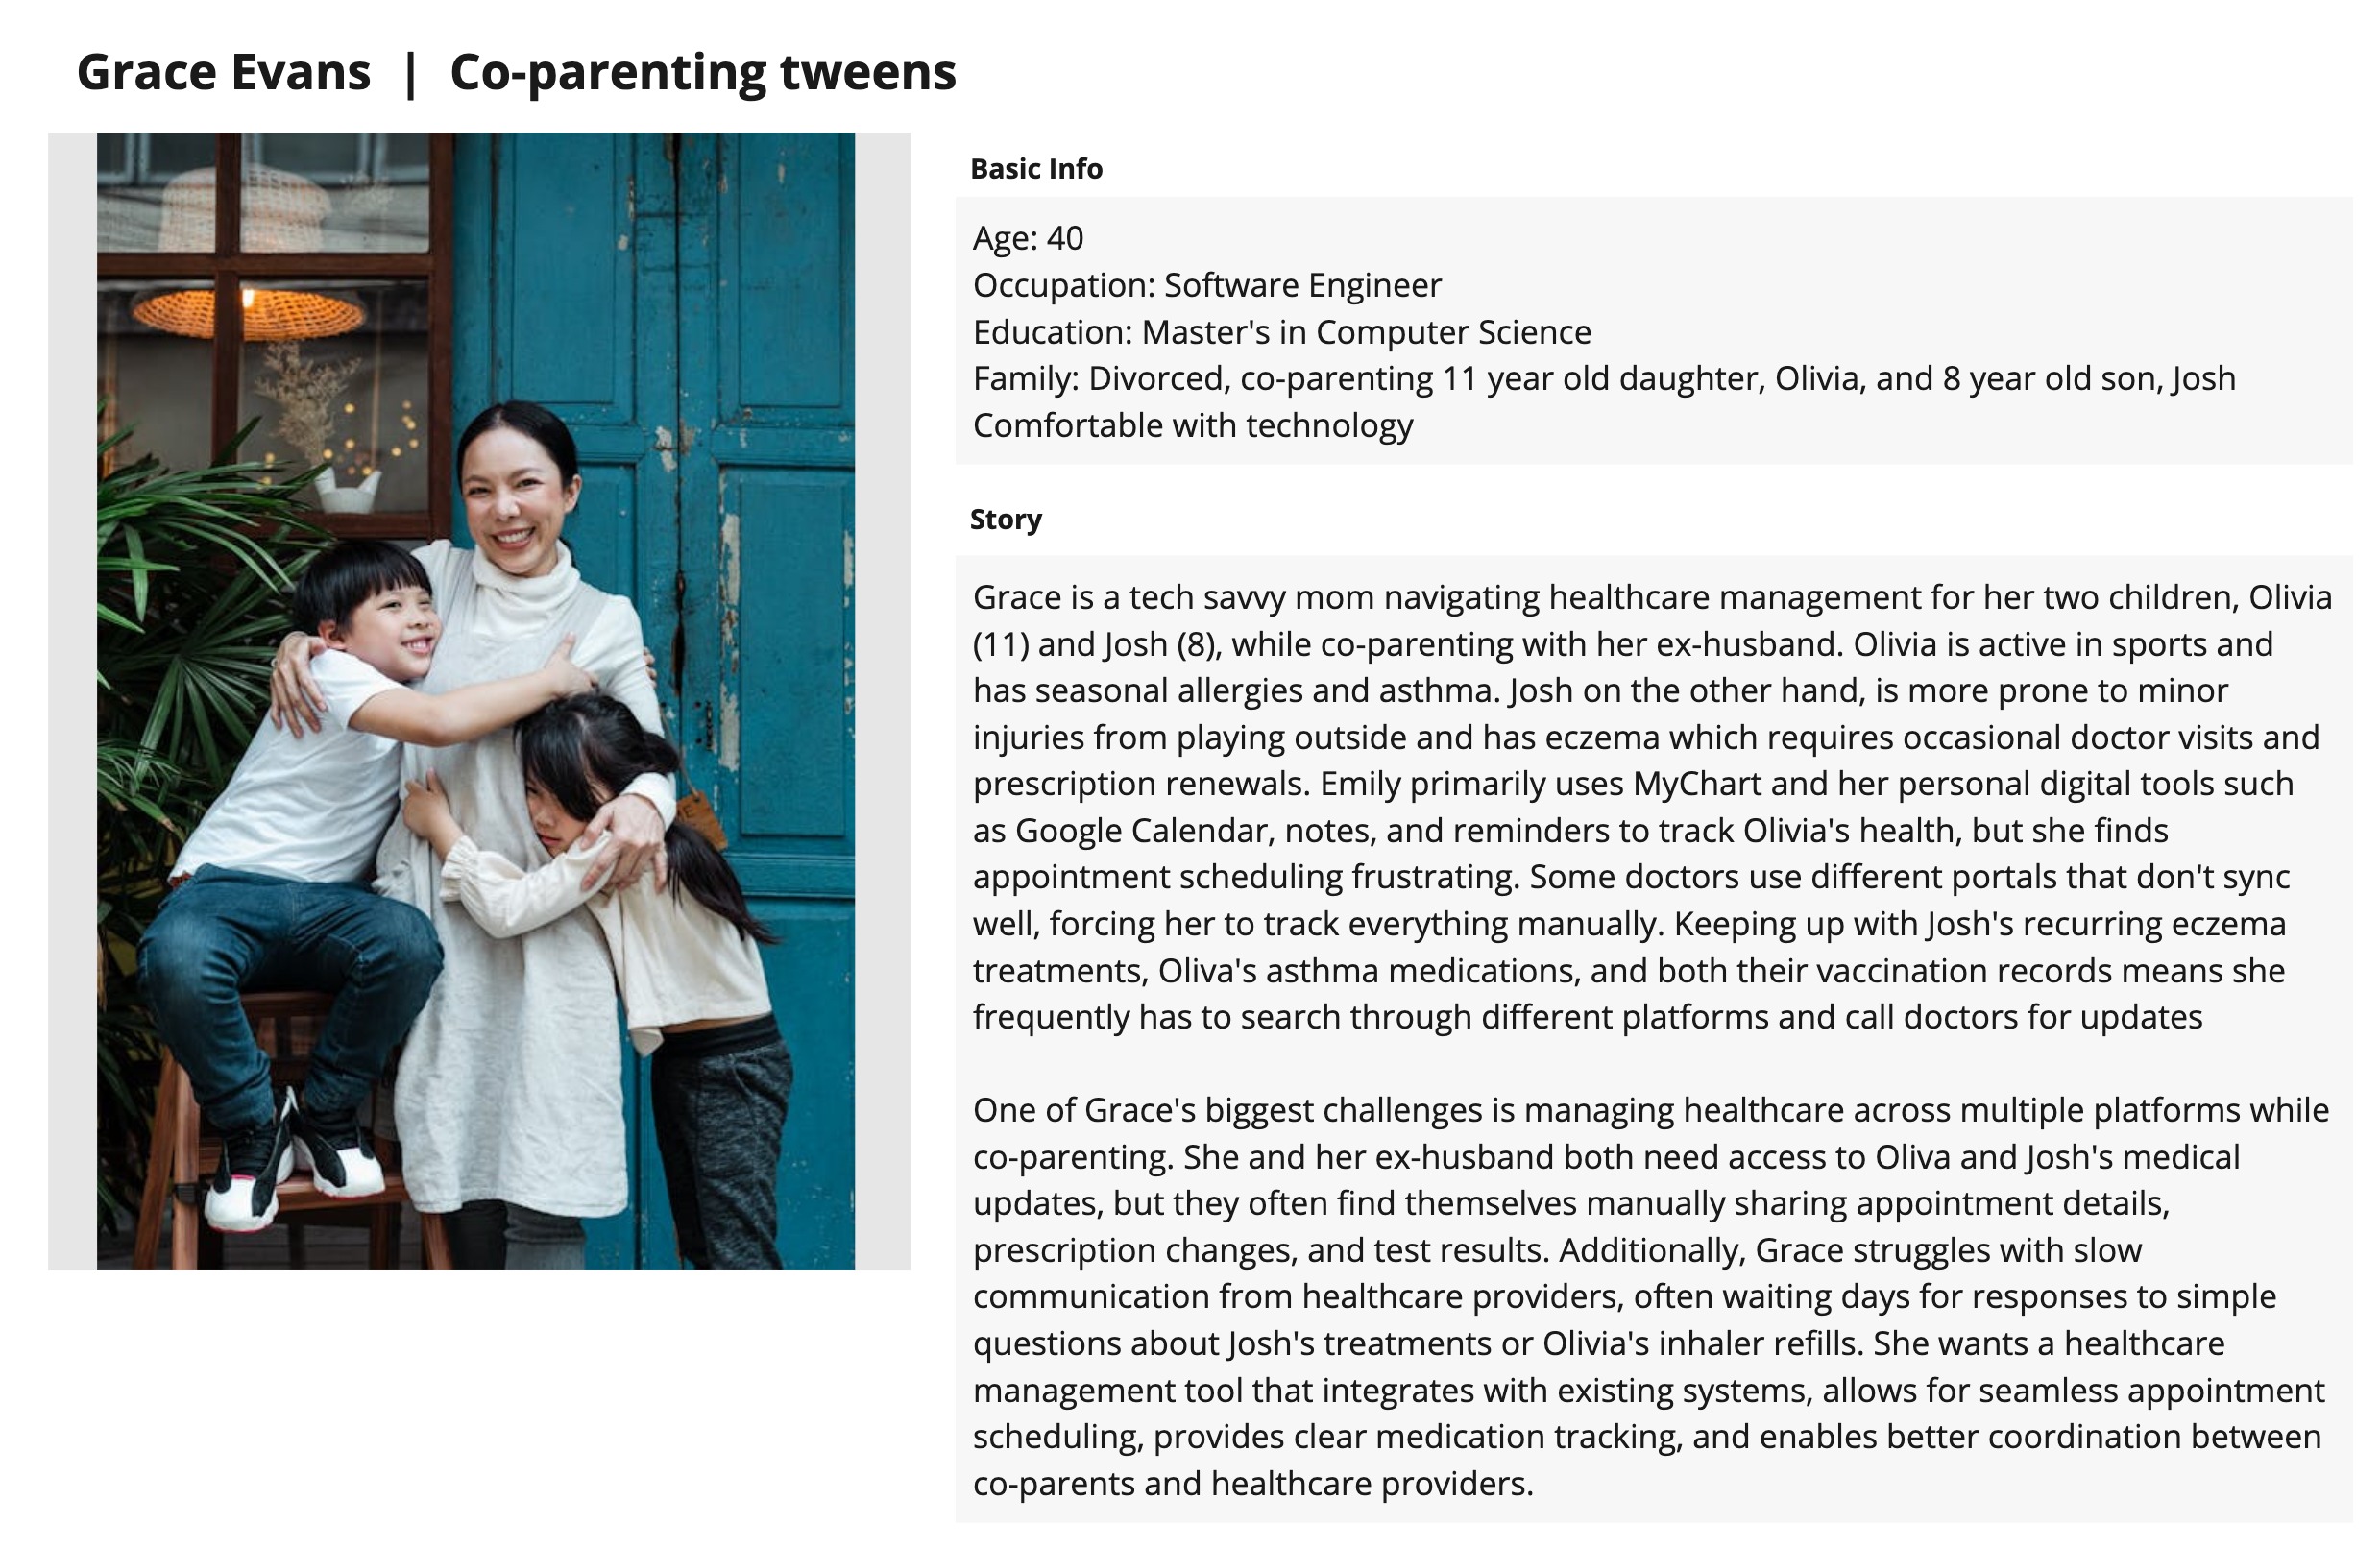 Grace Evans | Co-parenting tweens
Basic Info
Age: 40
Occupation: Software Engineer
Education: Master's in Computer Science
Family: Divorced, co-parenting 11 year old daughter, Olivia, and 8 year old son, Josh
Comfortable with technology
Story
Grace is a tech savvy mom navigating healthcare management for her two children, Olivia
(11) and Josh (8), while co-parenting with her ex-husband. Olivia is active in sports and
has seasonal allergies and asthma. Josh on the other hand, is more prone to minor
injuries from playing outside and has eczema which requires occasional doctor visits and
prescription renewals. Emily primarily uses MyChart and her personal digital tools such
as Google Calendar, notes, and reminders to track Olivia's health, but she finds
appointment scheduling frustrating. Some doctors use different portals that don't sync
well, forcing her to track everything manually. Keeping up with Josh's recurring eczema
treatments, Oliva's asthma medications, and both their vaccination records means she
frequently has to search through different platforms and call doctors for updates
One of Grace's biggest challenges is managing healthcare across multiple platforms while
co-parenting. She and her ex-husband both need access to Oliva and Josh's medical
updates, but they often find themselves manually sharing appointment details,
prescription changes, and test results. Additionally, Grace struggles with slow
communication from healthcare providers, often waiting days for responses to simple
questions about Josh's treatments or Olivia's inhaler refills. She wants a healthcare
management tool that integrates with existing systems, allows for seamless appointment
scheduling, provides clear medication tracking, and enables better coordination between
co-parents and healthcare providers.